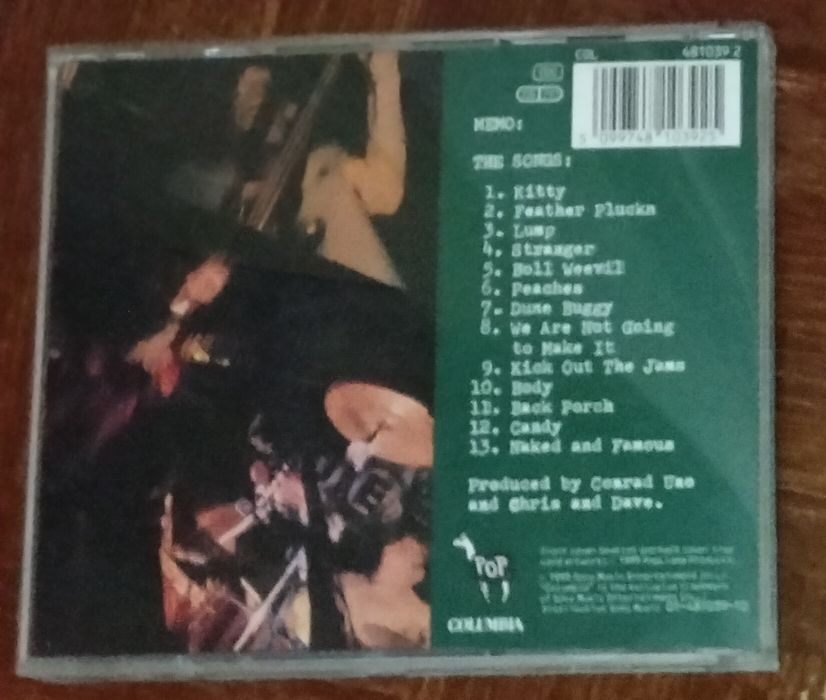 COL 481039 2
5 099748 103925
MEMO:
THE SONGS:
1. Kitty
2. Feather Pluckn
3. Lump
4. Stranger
5. Boll Weevil
6. Peaches
7. Dune Buggy
8. We Are Not Going
to Make It
9. Kick Out The Jams
10. Body
11. Back Porch
12. Candy
13. Naked and Famous
Produced by Conrad Uno
and Chris and Dave.
POP
COLUMBIA